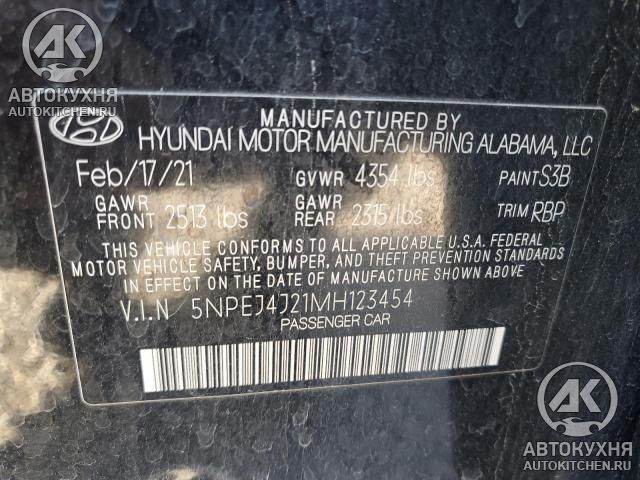 AK
АВТОКУХНЯ
AUTOKITCHEN.RU
MANUFACTURED BY
HYUNDAI MOTOR MANUFACTURING ALABAMA, LLC
Feb/17/21 GVWR 4354 lbs PAINT S3B
GAWR FRONT 2513 lbs GAWR REAR 2315 lbs TRIM RBP
THIS VEHICLE CONFORMS TO ALL APPLICABLE U.S.A. FEDERAL
MOTOR VEHICLE SAFETY, BUMPER, AND THEFT PREVENTION STANDARDS
IN EFFECT ON THE DATE OF MANUFACTURE SHOWN ABOVE.
V.I.N 5NPEJ4J21MH123454
PASSENGER CAR
AK
АВТОКУХНЯ
AUTOKITCHEN.RU